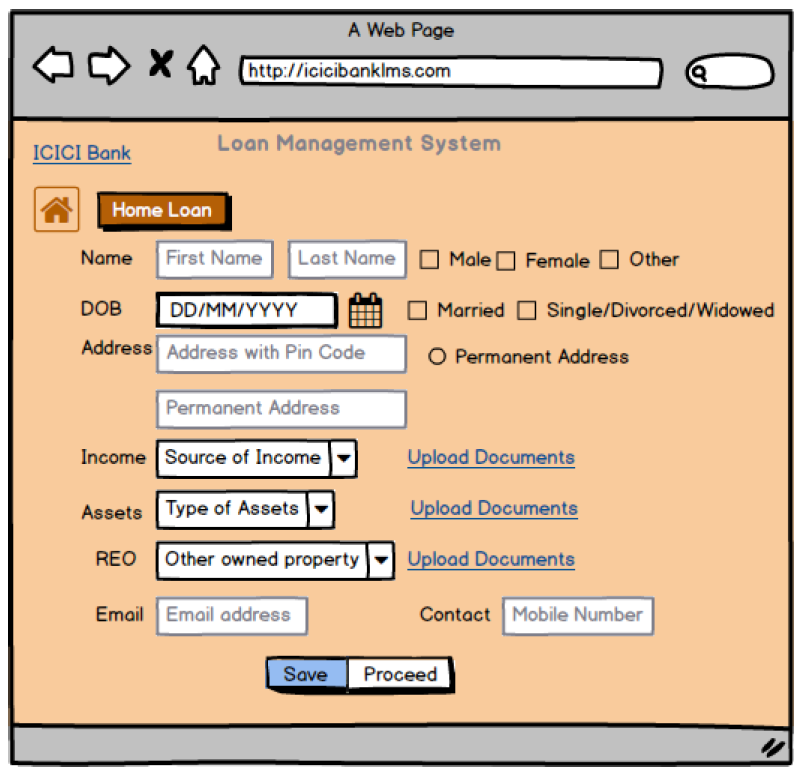 A Web Page
http://icicibanklms.com
Loan Management System
ICICI Bank
Home Loan
Name First Name Last Name Male Female Other
DOB DD/MM/YYYY Married Single/Divorced/Widowed
Address Address with Pin Code Permanent Address
Permanent Address
Income Source of Income Upload Documents
Assets Type of Assets Upload Documents
REO Other owned property Upload Documents
Email Email address Contact Mobile Number
Save Proceed